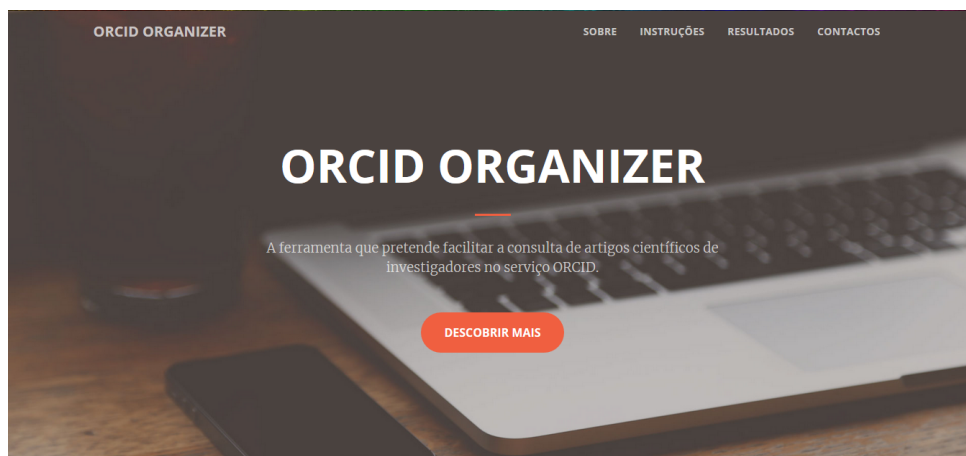 ORCID ORGANIZER
SOBRE INSTRUÇÕES RESULTADOS CONTACTOS
ORCID ORGANIZER
A ferramenta que pretende facilitar a consulta de artigos científicos de
investigadores no serviço ORCID.
DESCOBRIR MAIS